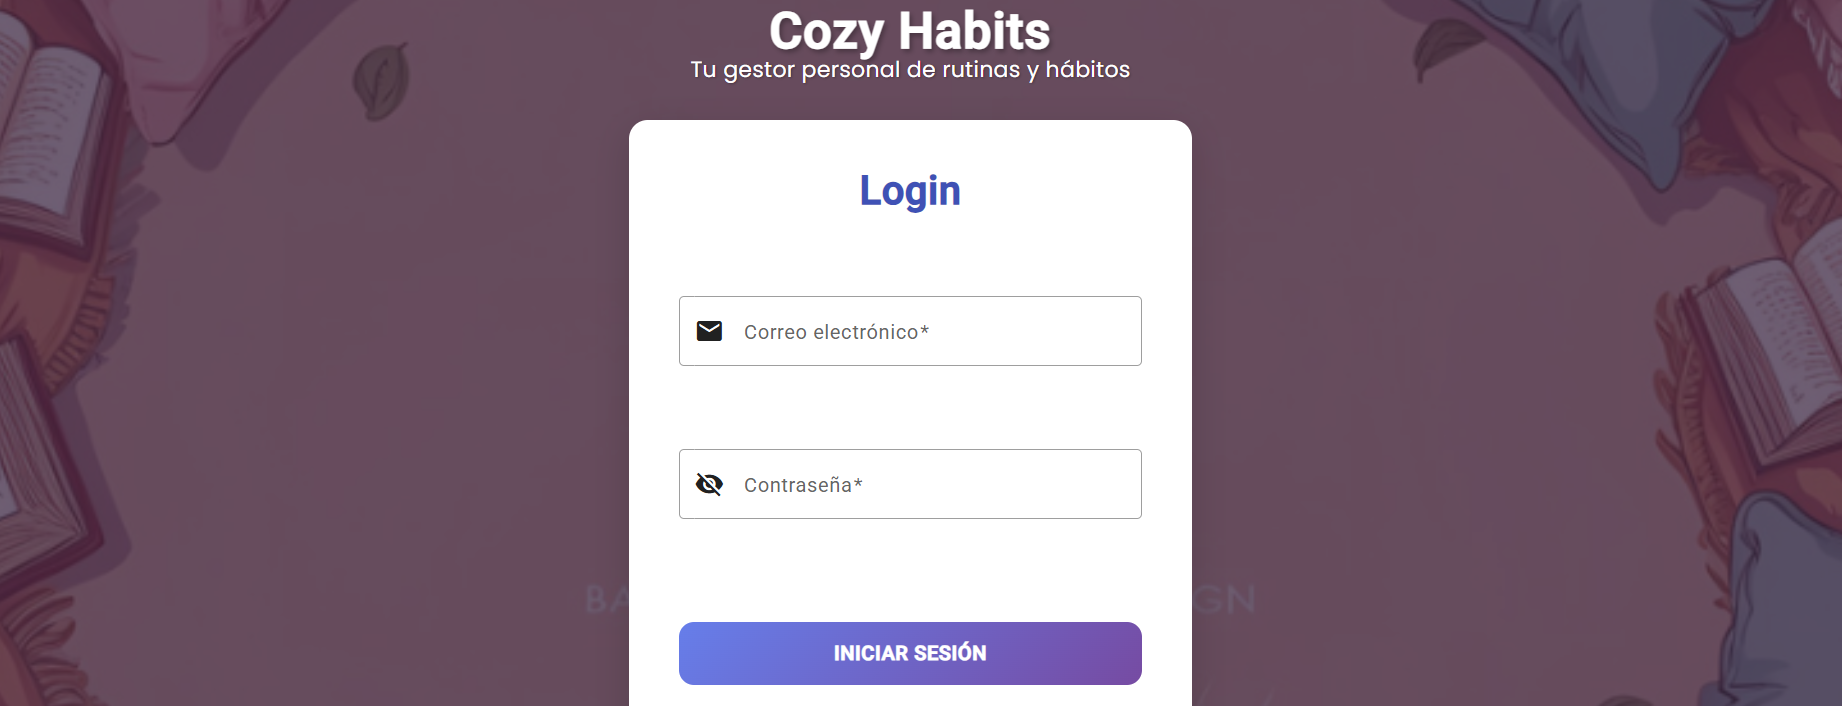 Cozy Habits
Tu gestor personal de rutinas y hábitos
Login
Correo electrónico*
Contraseña*
BA GN
INICIAR SESIÓN